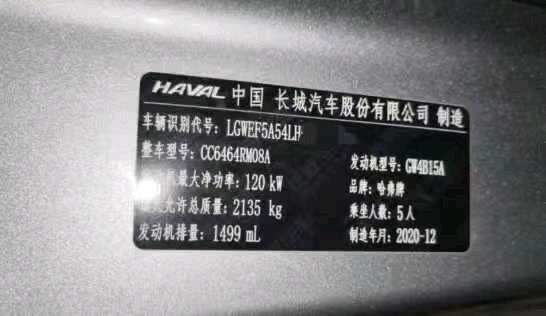 HAVAL 中国 长城汽车股份有限公司 制造
车辆识别代号: LGWEF5A54LH
整车型号: CC6464RM08A 发动机型号: GW4B15A
机最大净功率: 120 kW 品牌: 哈弗牌
允许总质量: 2135 kg 乘坐人数: 5人
发动机排量: 1499 mL 制造年月: 2020-12